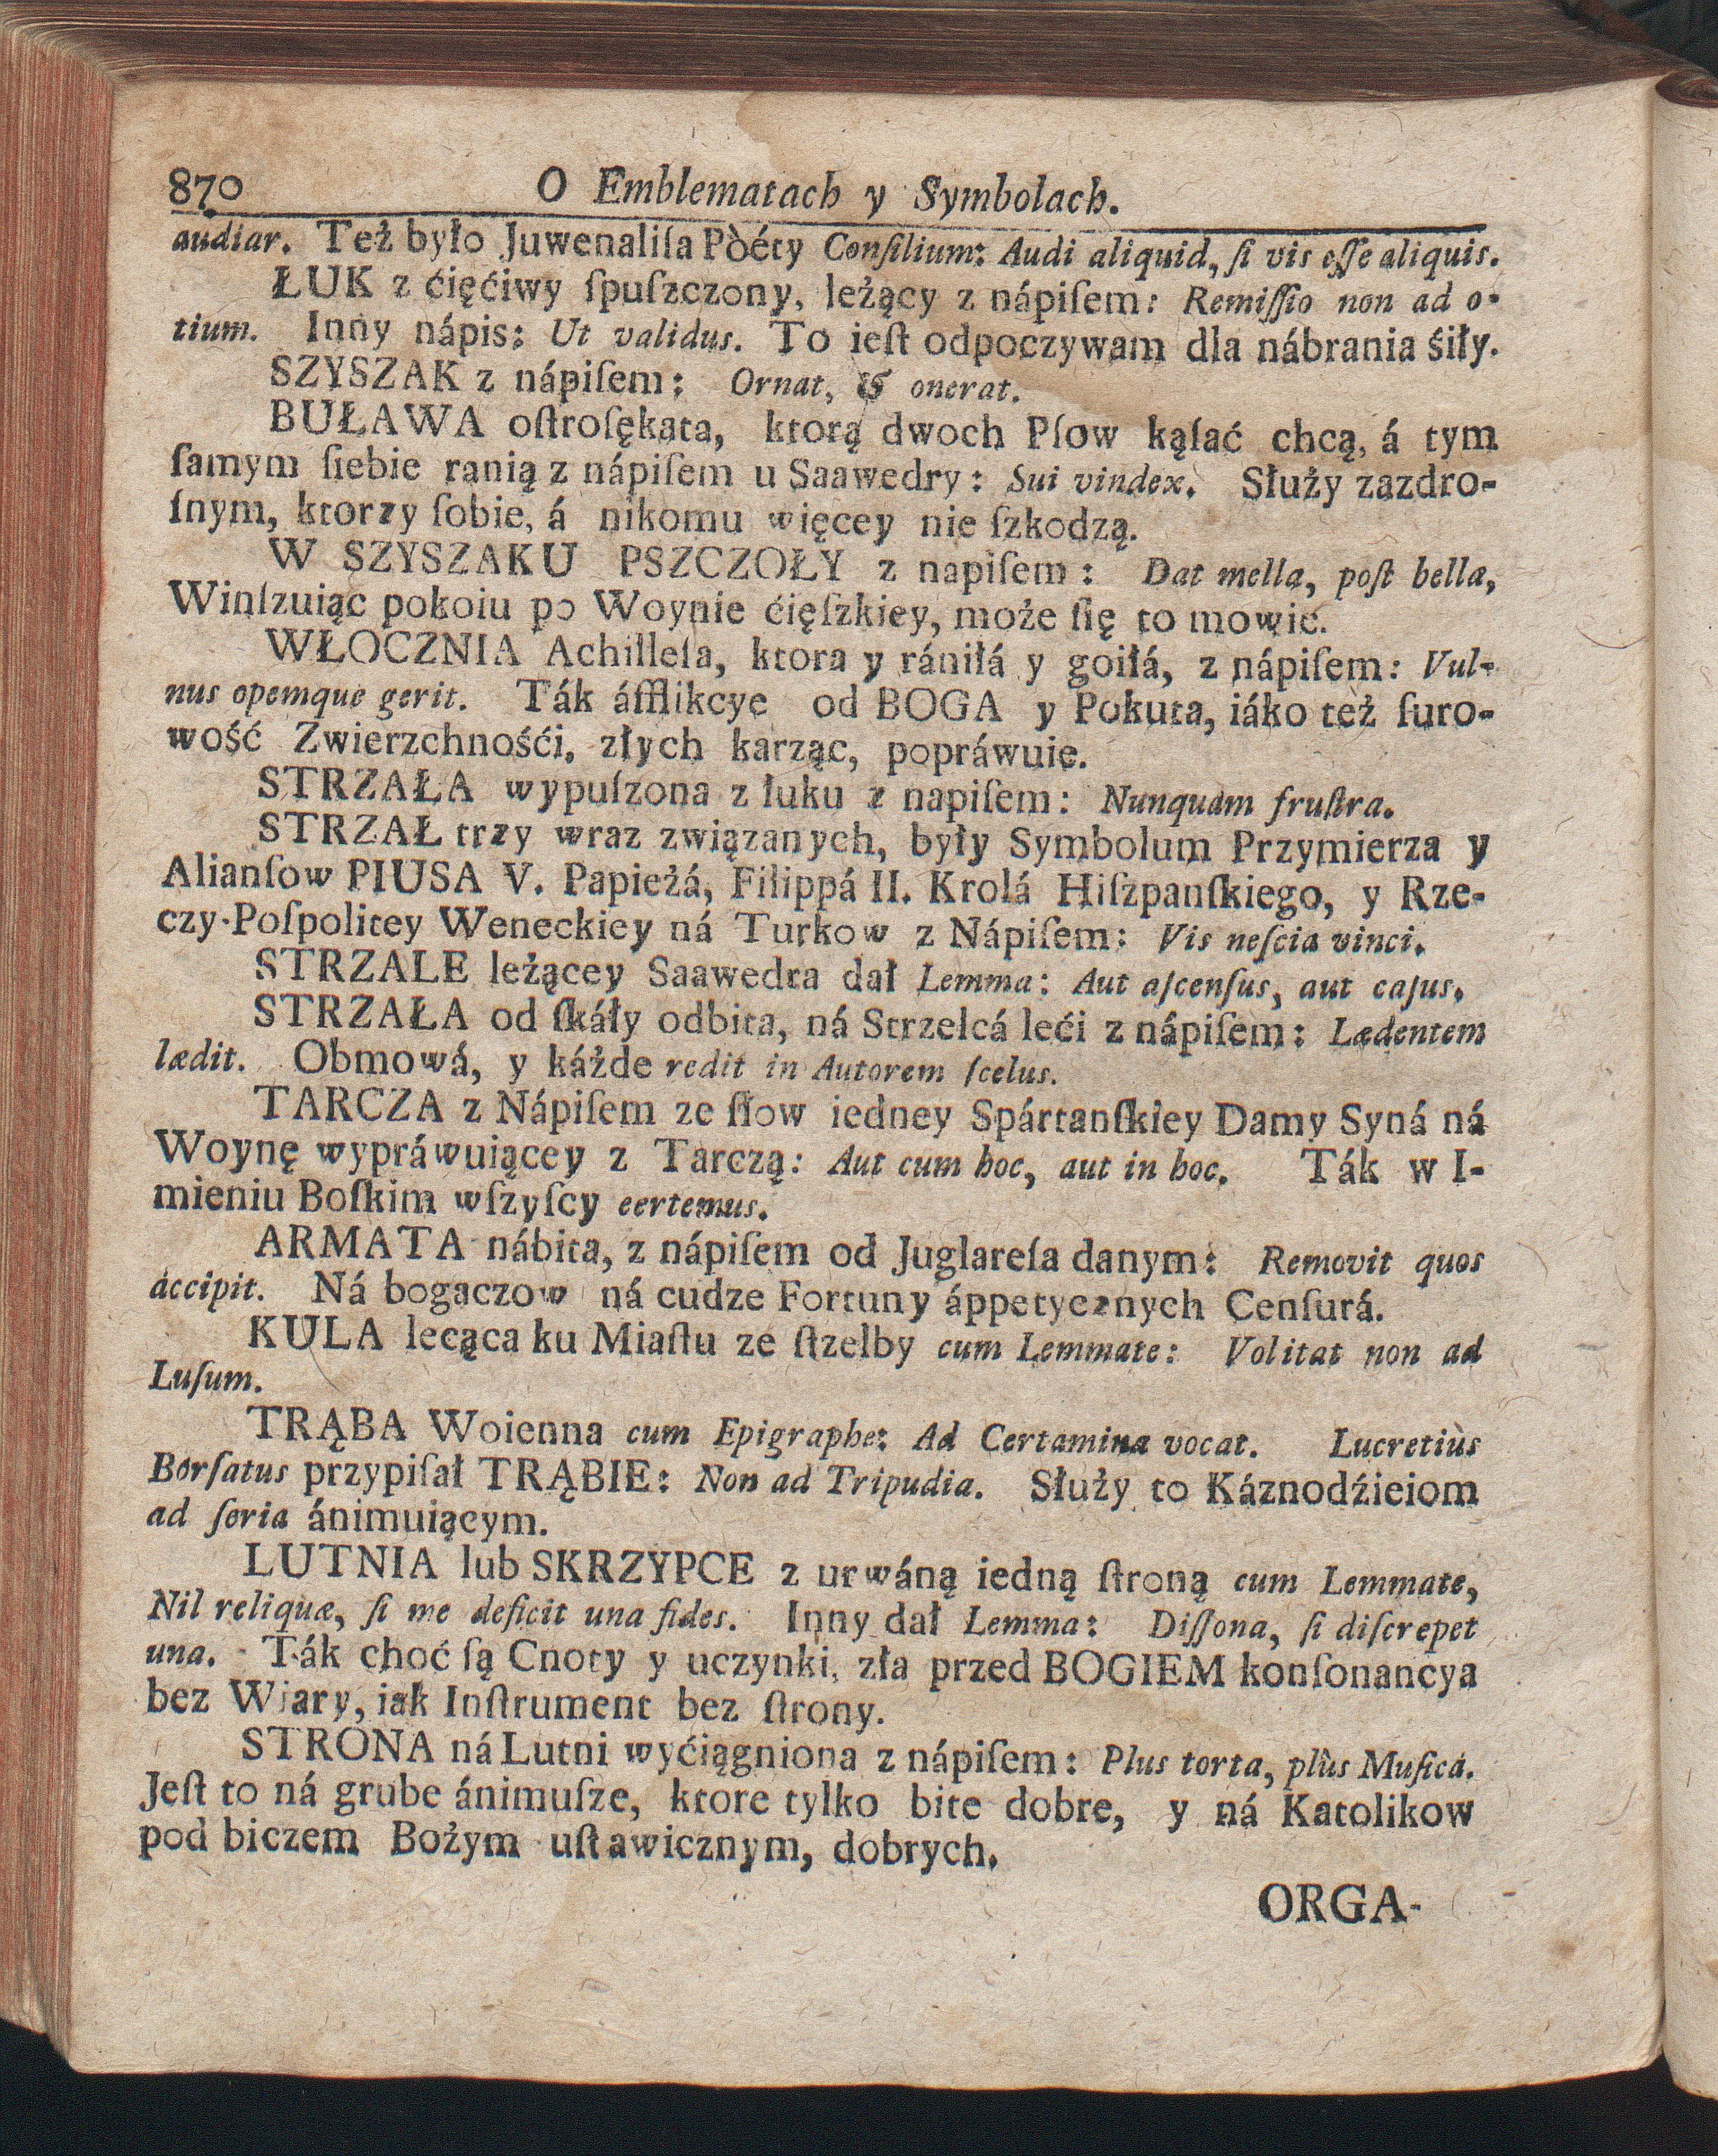 870 O Emblematach y Symbolach.
audiar. Też było Juwenaliſa Pòéty Conſilium: Audi aliquid, ſi vis eſſe aliquis.
ŁUK z ćięćiwy ſpuſzczony, leżący z nápiſem: Remiſſio non ad o-
tium. Inny nápis: Ut validus. To ieſt odpoczywam dla nábrania śiły.
SZYSZAK z nápiſem: Ornat, & onerat.
BUŁAWA oſtroſękata, ktorą dwoch Pſow kąſać chcą, á tym
ſamym ſiebie ranią z nápiſem u Saawedry: Sui vindex. Służy zazdro-
ſnym, ktorzy ſobie, á nikomu więcey nie ſzkodzą.
W SZYSZAKU PSZCZOŁY z napiſem: Dat mella, poſt bella,
Winſzuiąc pokoiu po Woynie ćięſzkiey, może ſię to mowić.
WŁOCZNIA Achilleſa, ktora y rániłá y goiłá, z nápiſem: Vul-
nus opemque gerit. Ták áfflikcye od BOGA y Pokuta, iáko też ſuro-
wość Zwierzchnośći, złych karząc, popráwuie.
STRZAŁA wypuſzona z łuku z napiſem: Nunquàm fruſtra.
STRZAŁ trzy wraz związanych, były Symbolum Przymierza y
Alianſow PIUSA V. Papieżá, Filippá II. Krolá Hiſzpanſkiego, y Rze-
czy-Poſpolitey Weneckiey ná Turkow z Nápiſem: Vis neſcia vinci.
STRZALE leżącey Saawedra dał Lemma: Aut aſcenſus, aut caſus.
STRZAŁA od ſkáły odbita, ná Strzelcá leći z nápiſem: Lædentem
lædit. Obmowá, y káżde redit in Autorem ſcelus.
TARCZA z Nápiſem ze ſłow iedney Spártanſkiey Damy Syná ná
Woynę wypráwuiącey z Tarczą: Aut cum hoc, aut in hoc. Ták w I-
mieniu Boſkim wſzyſcy eertemus.
ARMATA nábita, z nápiſem od Juglareſa danym: Removit quos
accipit. Ná bogaczow ná cudze Fortuny áppetycznych Cenſurá.
KULA lecąca ku Miaſtu ze ſtzelby cum Lemmate: Volitat non ad
Luſum.
TRĄBA Woienna cum Epigraphe: Ad Certamina vocat. Lucretiùs
Borſatus przypiſał TRĄBIE: Non ad Tripudia. Służy to Káznodźieiom
ad ſeria ánimuiącym.
LUTNIA lub SKRZYPCE z urwáną iedną ſtroną cum Lemmate,
Nil reliquæ, ſi me deficit una fides. Inny dał Lemma: Diſſona, ſi diſcrepet
una. Ták choć ſą Cnoty y uczynki, zła przed BOGIEM konſonancya
bez Wiary, iak Inſtrument bez ſtrony.
STRONA ná Lutni wyćiągniona z nápiſem: Plus torta, plùs Muſica.
Jeſt to ná grube ánimuſze, ktore tylko bite dobre, y ná Katolikow
pod biczem Bożym uſtawicznym, dobrych.
ORGA-